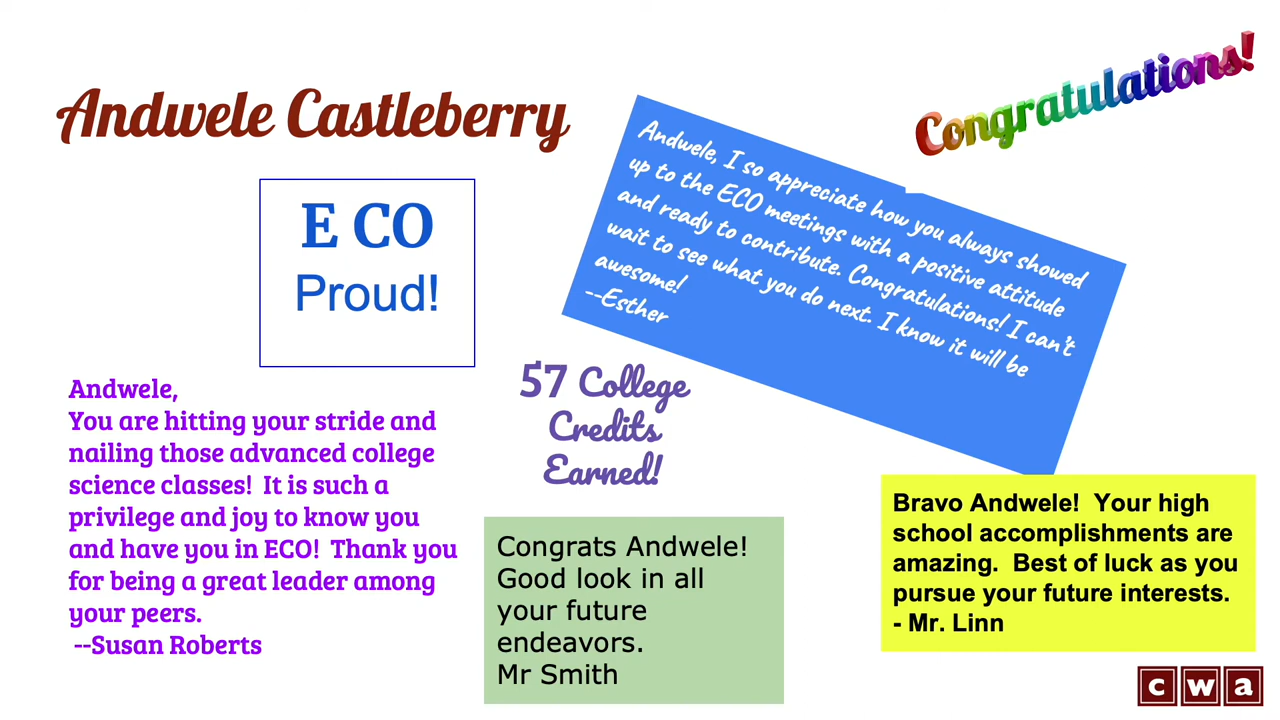 Congratulations!
Andwele Castleberry
E CO
Proud!
Andwele, I so appreciate how you always showed
up to the ECO meetings with a positive attitude
and ready to contribute. Congratulations! I can't
wait to see what you do next. I know it will be
awesome!
--Esther
57 College
Credits
Earned!
Andwele,
You are hitting your stride and
nailing those advanced college
science classes!  It is such a
privilege and joy to know you
and have you in ECO!  Thank you
for being a great leader among
your peers.
--Susan Roberts
Congrats Andwele!
Good look in all
your future
endeavors.
Mr Smith
Bravo Andwele!  Your high
school accomplishments are
amazing.  Best of luck as you
pursue your future interests.
- Mr. Linn
cwa